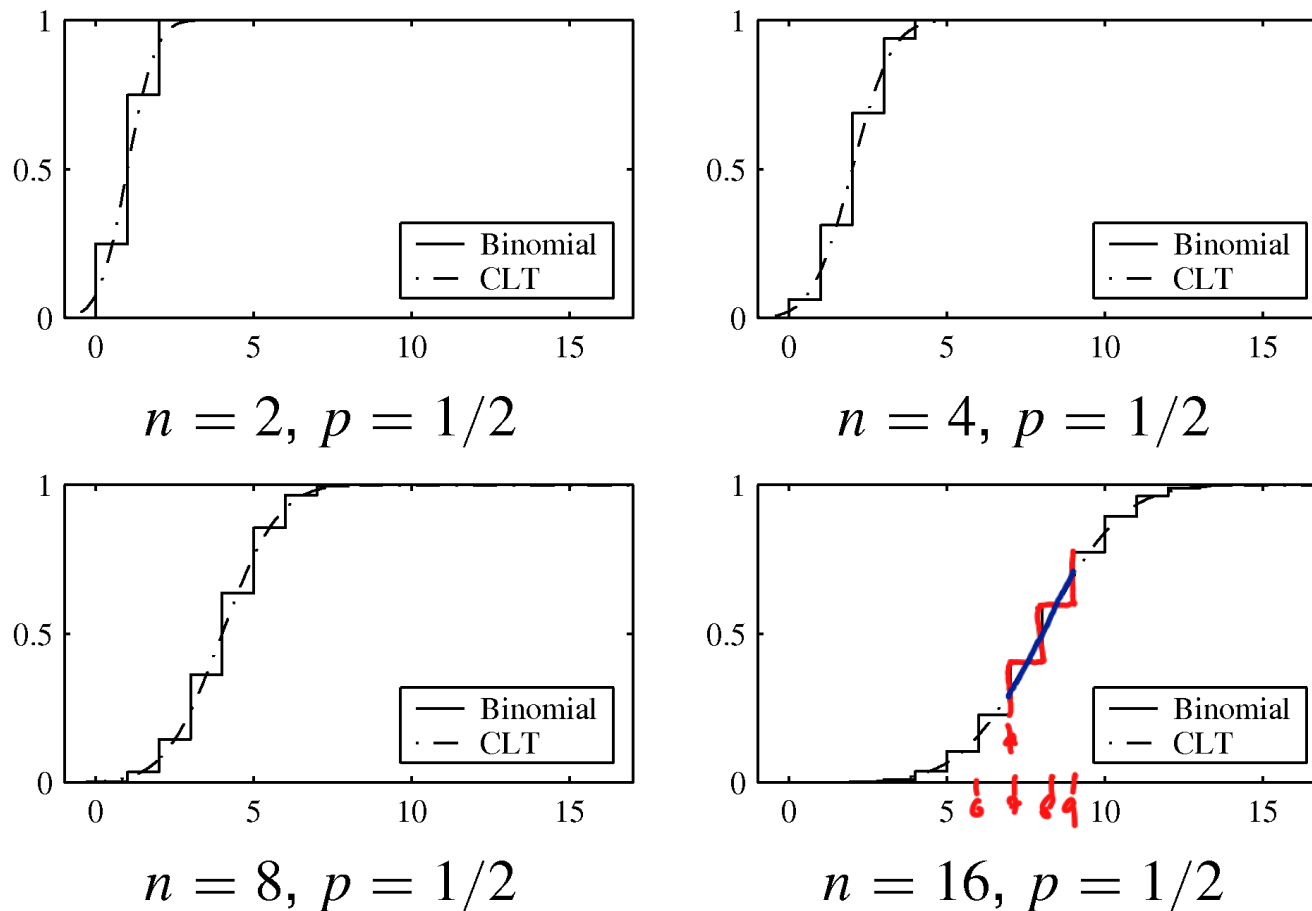 1
0.5
0
0 5 10 15
Binomial
CLT
n = 2, p = 1/2
1
0.5
0
0 5 10 15
Binomial
CLT
n = 4, p = 1/2
1
0.5
0
0 5 10 15
Binomial
CLT
n = 8, p = 1/2
1
0.5
0
0 5 10 15
6 7 8 9
Binomial
CLT
n = 16, p = 1/2